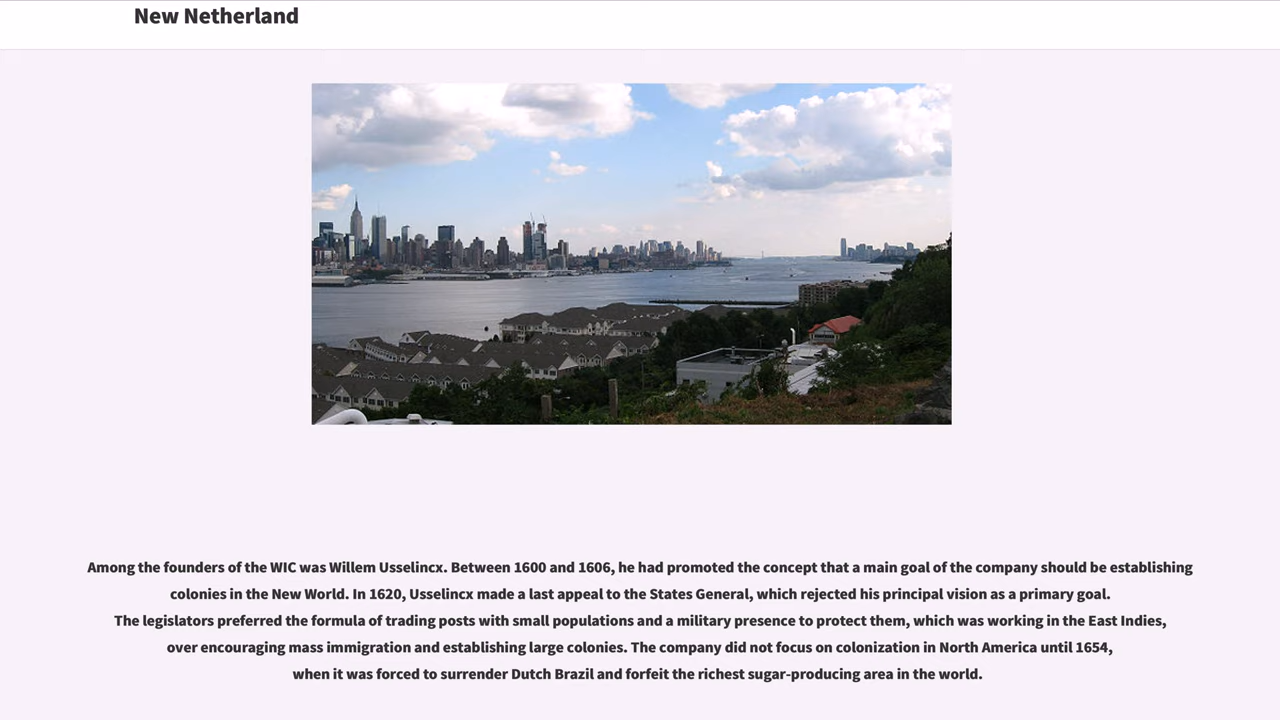 New Netherland
Among the founders of the WIC was Willem Usselincx. Between 1600 and 1606, he had promoted the concept that a main goal of the company should be establishing
colonies in the New World. In 1620, Usselincx made a last appeal to the States General, which rejected his principal vision as a primary goal.
The legislators preferred the formula of trading posts with small populations and a military presence to protect them, which was working in the East Indies,
over encouraging mass immigration and establishing large colonies. The company did not focus on colonization in North America until 1654,
when it was forced to surrender Dutch Brazil and forfeit the richest sugar-producing area in the world.